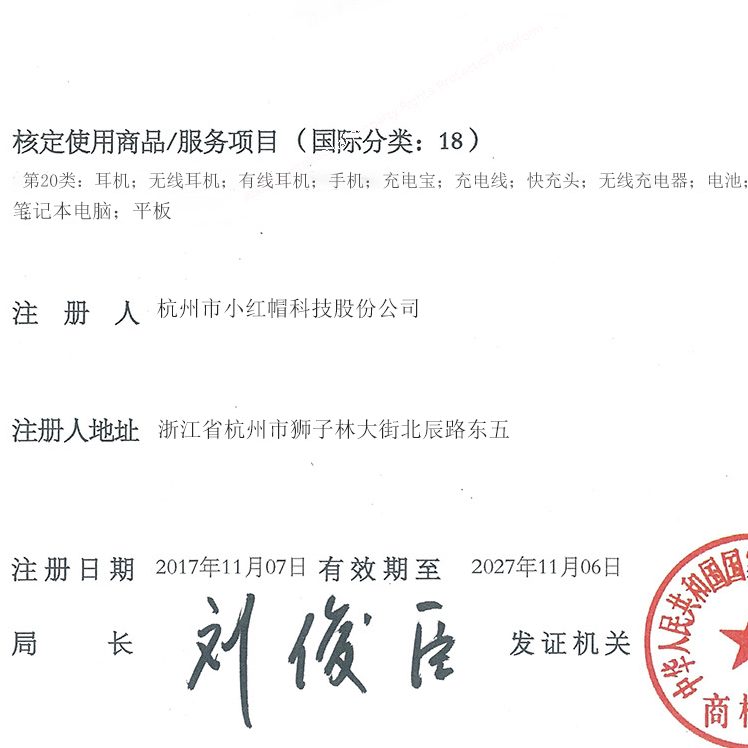 核定使用商品/服务项目（国际分类：18）
第20类：耳机；无线耳机；有线耳机；手机；充电宝；充电线；快充头；无线充电器；电池；
笔记本电脑；平板
注册人 杭州市小红帽科技股份公司
注册人地址 浙江省杭州市狮子林大街北辰路东五
注册日期 2017年11月07日 有效期至 2027年11月06日
局长 刘俊臣 发证机关
中华人民共和国国
商标